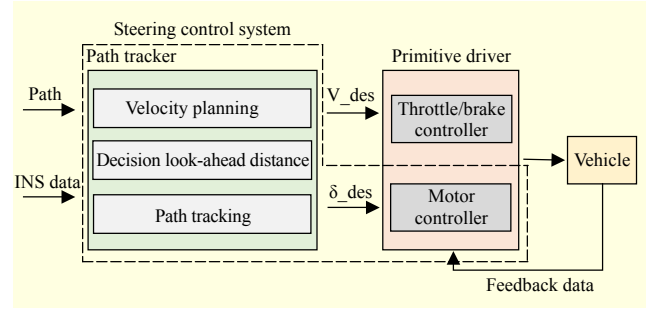 Steering control system
Path tracker
Primitive driver
Path
Velocity planning
V_des
Throttle/brake
controller
Decision look-ahead distance
Vehicle
INS data
δ_des
Path tracking
Motor
controller
Feedback data